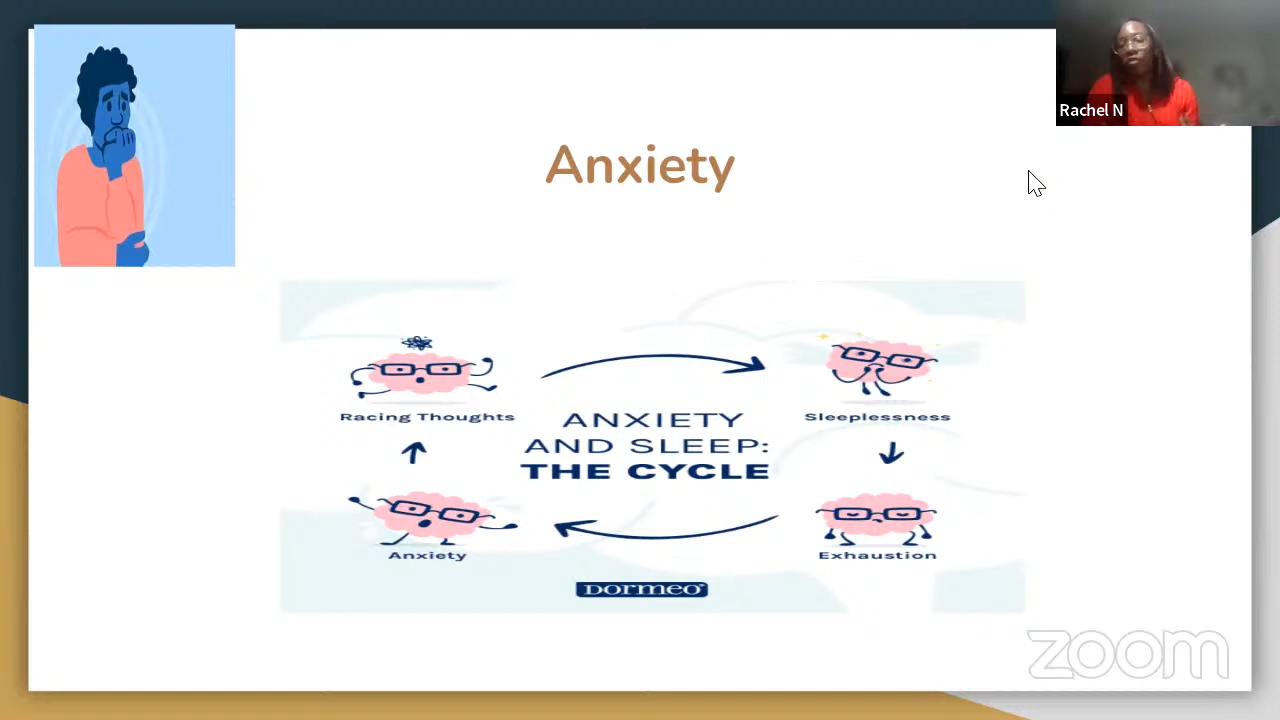 Rachel N
Anxiety
Racing Thoughts
Sleeplessness
ANXIETY
AND SLEEP:
THE CYCLE
Anxiety
Exhaustion
DORMEO
zoom